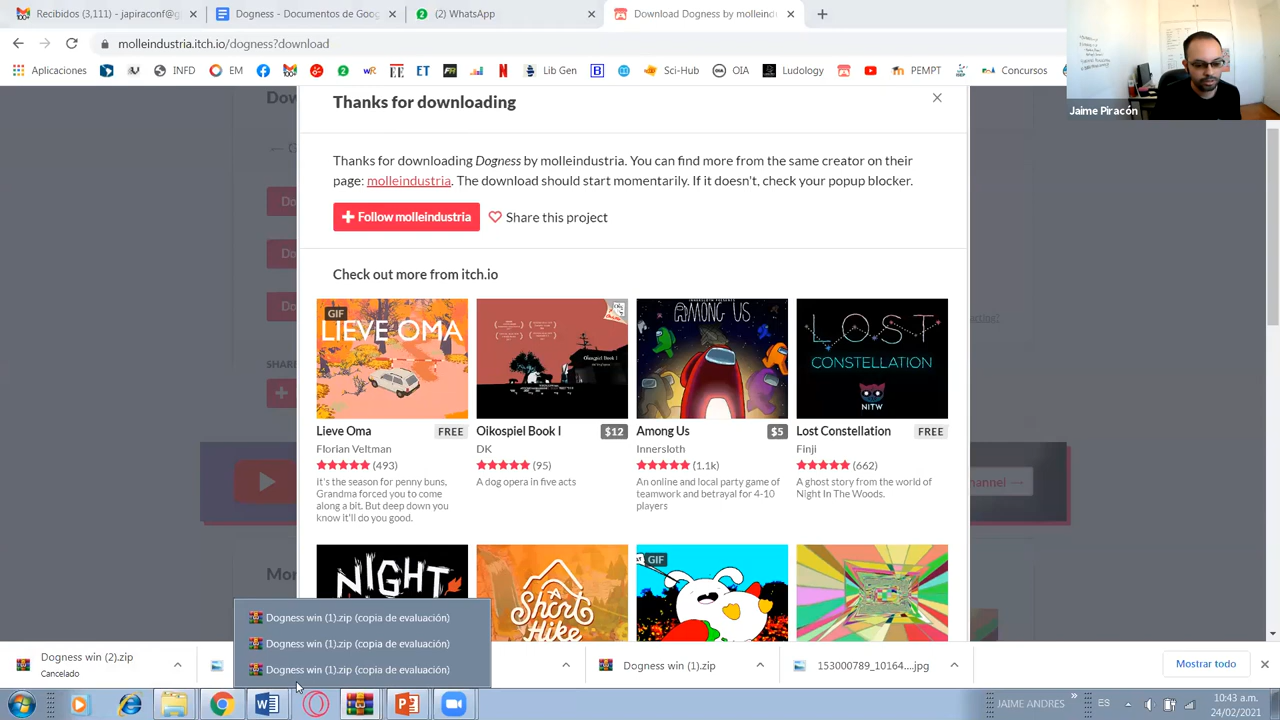 Recibidos (3,111) - japiraconf@
Dogness - Documentos de Goog
(2) WhatsApp
Download Dogness by molleind
molleindustria.itch.io/dogness?download
Aplicaciones
INFD
EM
wR
ET
N
Lib-Gen
B
Sci-Hub
QIA
Ludology
PEMPT
Concursos
Jaime Piracón
Thanks for downloading
Thanks for downloading Dogness by molleindustria. You can find more from the same creator on their
page: molleindustria. The download should start momentarily. If it doesn't, check your popup blocker.
Follow molleindustria
Share this project
Check out more from itch.io
GIF
LIEVE OMA
Oikospiel Book I
INNERSLOTH PRESENTS
AMONG US
LOST
CONSTELLATION
NITW
Lieve Oma
FREE
Oikospiel Book I
$12
Among Us
$5
Lost Constellation
FREE
Florian Veltman
DK
Innersloth
Finji
(493)
(95)
(1.1k)
(662)
it's the season for penny buns,
Grandma forced you to come
along a bit. But deep down you
know it'll do you good.
A dog opera in five acts
An online and local party game of
teamwork and betrayal for 4-10
players
A ghost story from the world of
Night In The Woods.
SHARE
NIGHT
A Short
Hike
GIF
Dogness win (1).zip (copia de evaluación)
Dogness win (1).zip (copia de evaluación)
Dogness win (1).zip (copia de evaluación)
Dogness win (2).zip
Cancelado
Dogness win (1).zip
153000789_10164....jpg
Mostrar todo
JAIME ANDRES
ES
10:43 a.m.
24/02/2021